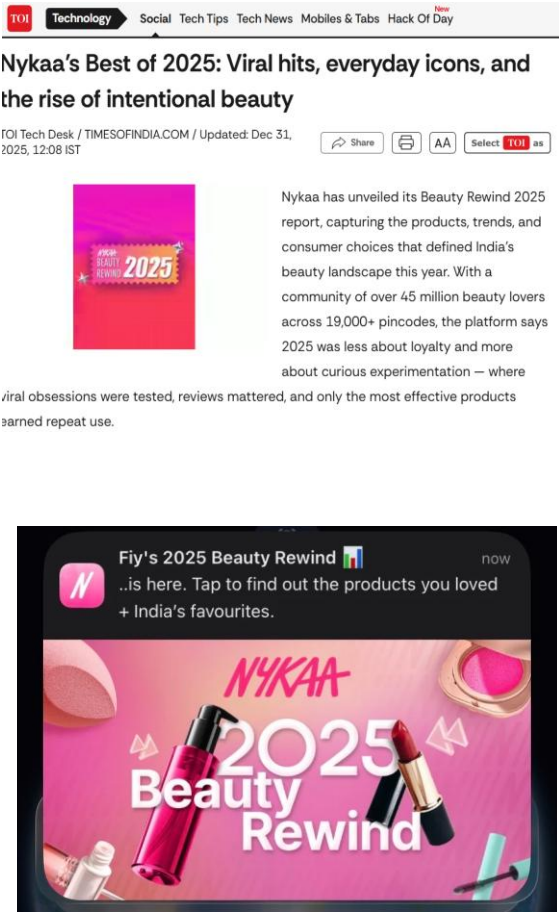 TOI Technology Social Tech Tips Tech News Mobiles & Tabs Hack Of Day New
Nykaa's Best of 2025: Viral hits, everyday icons, and
the rise of intentional beauty
TOI Tech Desk / TIMESOFINDIA.COM / Updated: Dec 31,
2025, 12:08 IST
Share AA Select TOI as
Nykaa has unveiled its Beauty Rewind 2025
report, capturing the products, trends, and
consumer choices that defined India's
beauty landscape this year. With a
community of over 45 million beauty lovers
across 19,000+ pincodes, the platform says
2025 was less about loyalty and more
about curious experimentation — where
viral obsessions were tested, reviews mattered, and only the most effective products
earned repeat use.
NYKAA
BEAUTY
REWIND 2025
Fiy's 2025 Beauty Rewind 📊 now
..is here. Tap to find out the products you loved
+ India's favourites.
NYKAA
2025
Beauty
Rewind